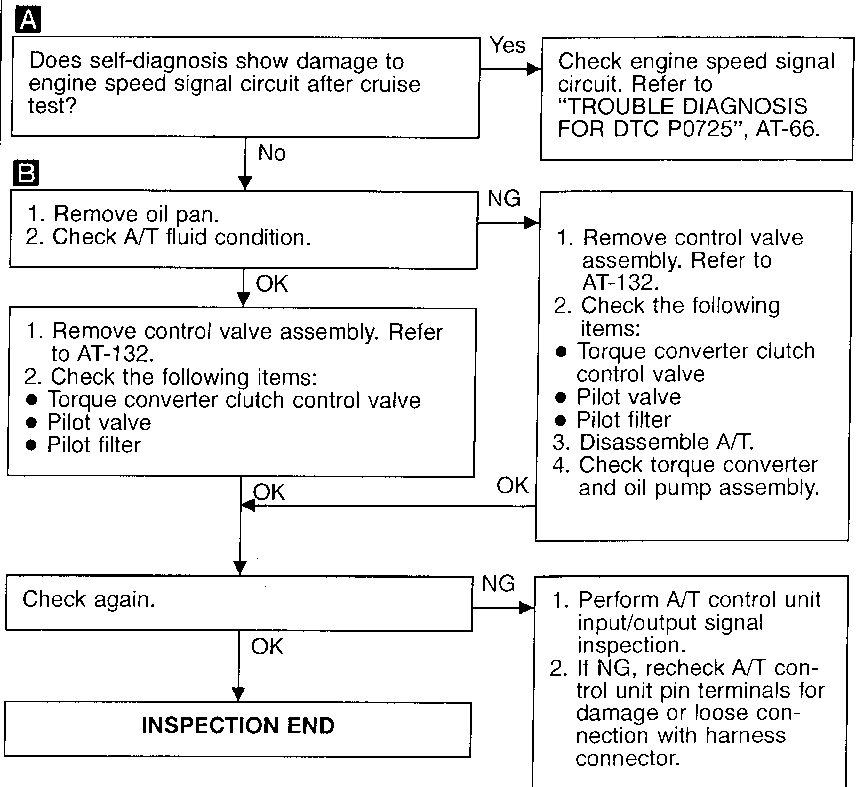 A
Does self-diagnosis show damage to
engine speed signal circuit after cruise
test?
Yes
Check engine speed signal
circuit. Refer to
“TROUBLE DIAGNOSIS
FOR DTC P0725”, AT-66.
No
B
1. Remove oil pan.
2. Check A/T fluid condition.
NG
1. Remove control valve
assembly. Refer to
AT-132.
2. Check the following
items:
● Torque converter clutch
control valve
● Pilot valve
● Pilot filter
3. Disassemble A/T.
4. Check torque converter
and oil pump assembly.
OK
1. Remove control valve assembly. Refer
to AT-132.
2. Check the following items:
● Torque converter clutch control valve
● Pilot valve
● Pilot filter
OK
OK
Check again.
NG
1. Perform A/T control unit
input/output signal
inspection.
2. If NG, recheck A/T con-
trol unit pin terminals for
damage or loose con-
nection with harness
connector.
OK
INSPECTION END